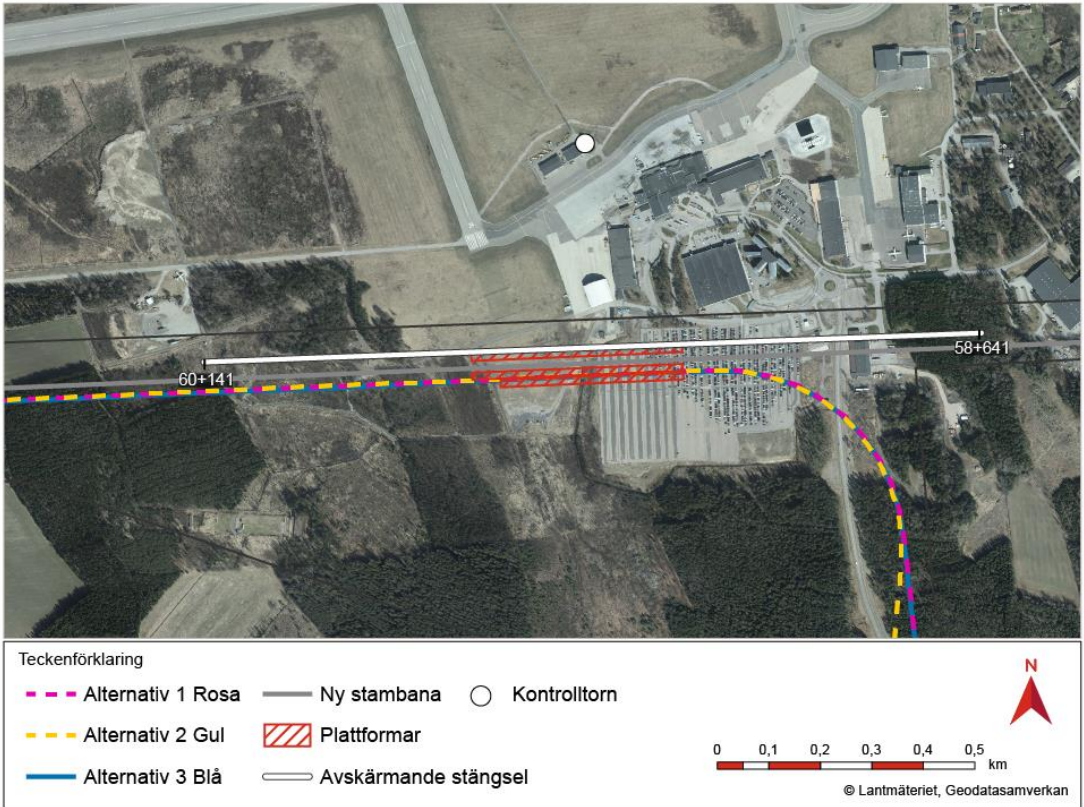 58+641
60+141
Teckenförklaring
Alternativ 1 Rosa
Ny stambana
Kontrolltorn
Alternativ 2 Gul
Plattformar
Alternativ 3 Blå
Avskärmande stängsel
N
0 0,1 0,2 0,3 0,4 0,5
km
© Lantmäteriet, Geodatasamverkan